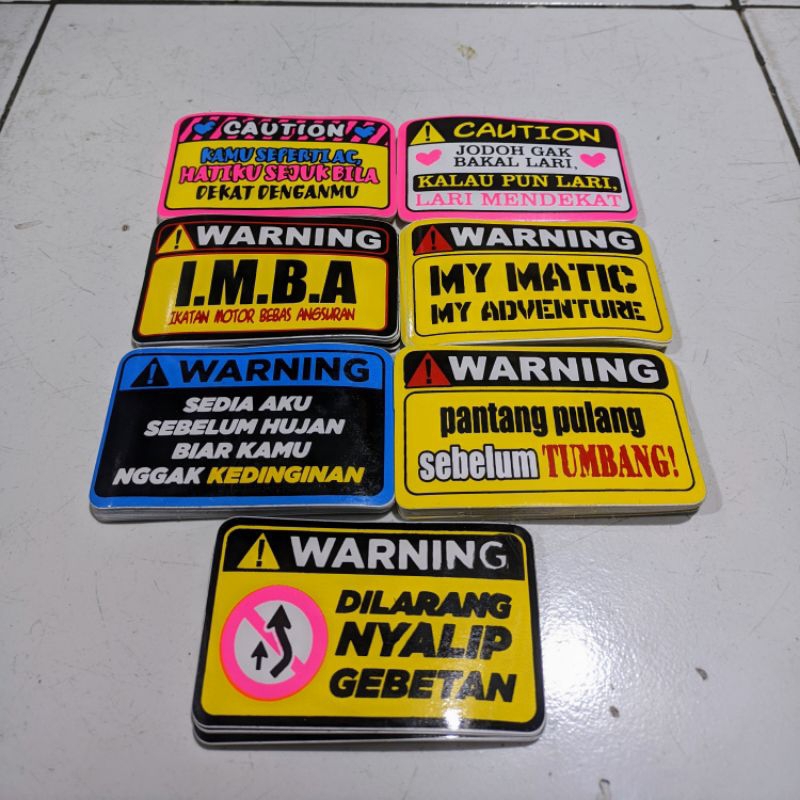 CAUTION
KAMU SEPERTI AC,
HATIKU SEJUK BILA
DEKAT DENGANMU
CAUTION
JODOH GAK
BAKAL LARI,
KALAU PUN LARI,
LARI MENDEKAT
WARNING
I.M.B.A
IKATAN MOTOR BEBAS ANGSURAN
WARNING
MY MATIC
MY ADVENTURE
WARNING
SEDIA AKU
SEBELUM HUJAN
BIAR KAMU
NGGAK KEDINGINAN
WARNING
pantang pulang
sebelum TUMBANG!
WARNING
DILARANG
NYALIP
GEBETAN